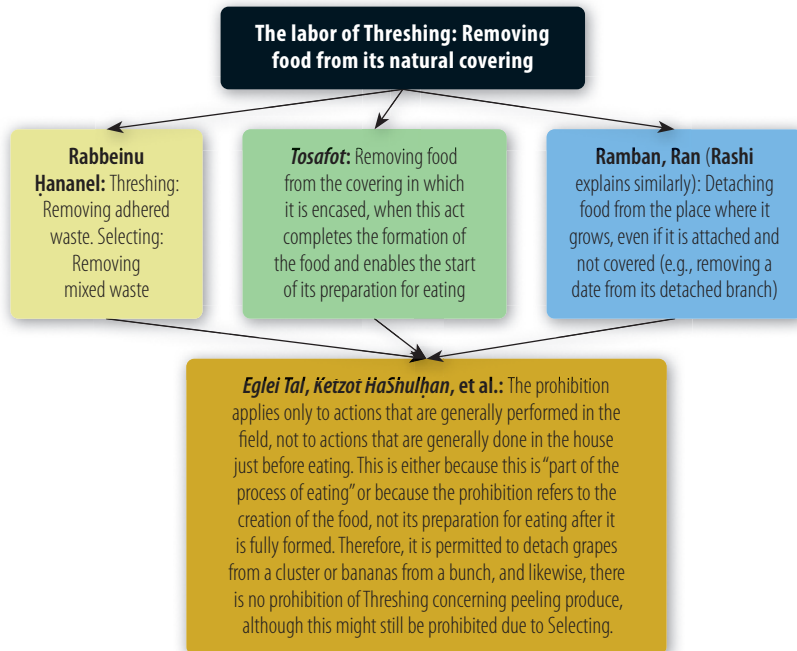 The labor of Threshing: Removing
food from its natural covering
Rabbeinu
Ḥananel: Threshing:
Removing adhered
waste. Selecting:
Removing
mixed waste
Tosafot: Removing food
from the covering in which
it is encased, when this act
completes the formation of
the food and enables the start
of its preparation for eating
Ramban, Ran (Rashi
explains similarly): Detaching
food from the place where it
grows, even if it is attached and
not covered (e.g., removing a
date from its detached branch)
Eglei Tal, Ketzot HaShulḥan, et al.: The prohibition
applies only to actions that are generally performed in the
field, not to actions that are generally done in the house
just before eating. This is either because this is “part of the
process of eating” or because the prohibition refers to the
creation of the food, not its preparation for eating after it
is fully formed. Therefore, it is permitted to detach grapes
from a cluster or bananas from a bunch, and likewise, there
is no prohibition of Threshing concerning peeling produce,
although this might still be prohibited due to Selecting.